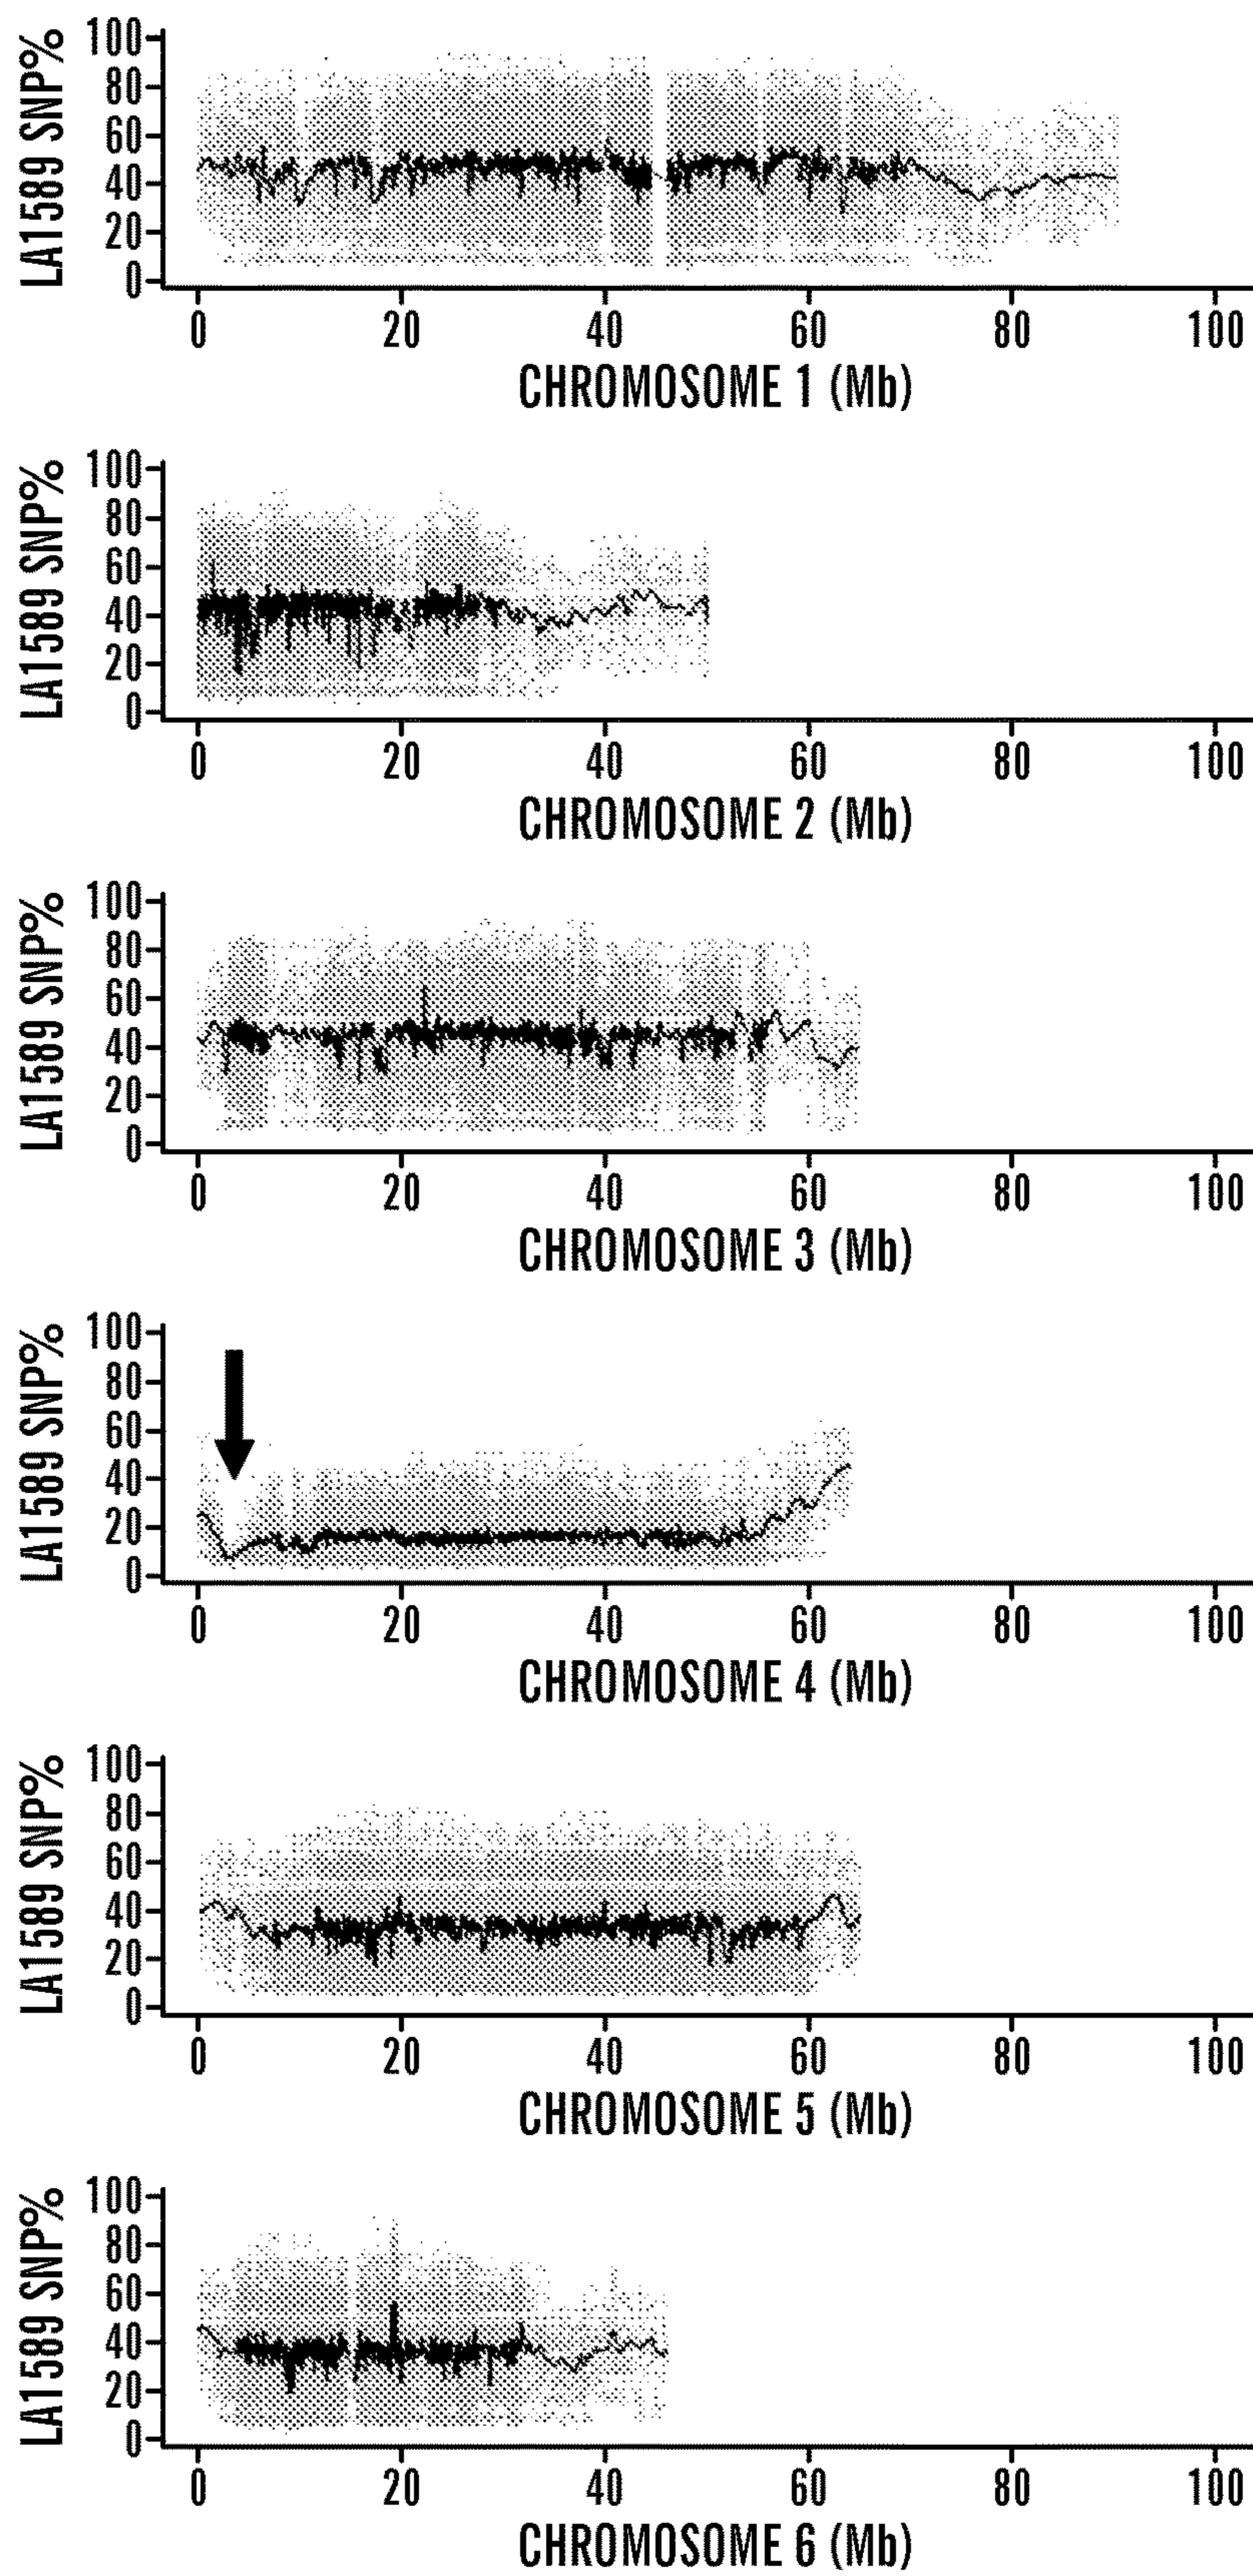 LA1589 SNP%
100
80
60
40
20
0
0 20 40 60 80 100
CHROMOSOME 1 (Mb)
LA1589 SNP%
100
80
60
40
20
0
0 20 40 60 80 100
CHROMOSOME 2 (Mb)
LA1589 SNP%
100
80
60
40
20
0
0 20 40 60 80 100
CHROMOSOME 3 (Mb)
LA1589 SNP%
100
80
60
40
20
0
0 20 40 60 80 100
CHROMOSOME 4 (Mb)
LA1589 SNP%
100
80
60
40
20
0
0 20 40 60 80 100
CHROMOSOME 5 (Mb)
LA1589 SNP%
100
80
60
40
20
0
0 20 40 60 80 100
CHROMOSOME 6 (Mb)